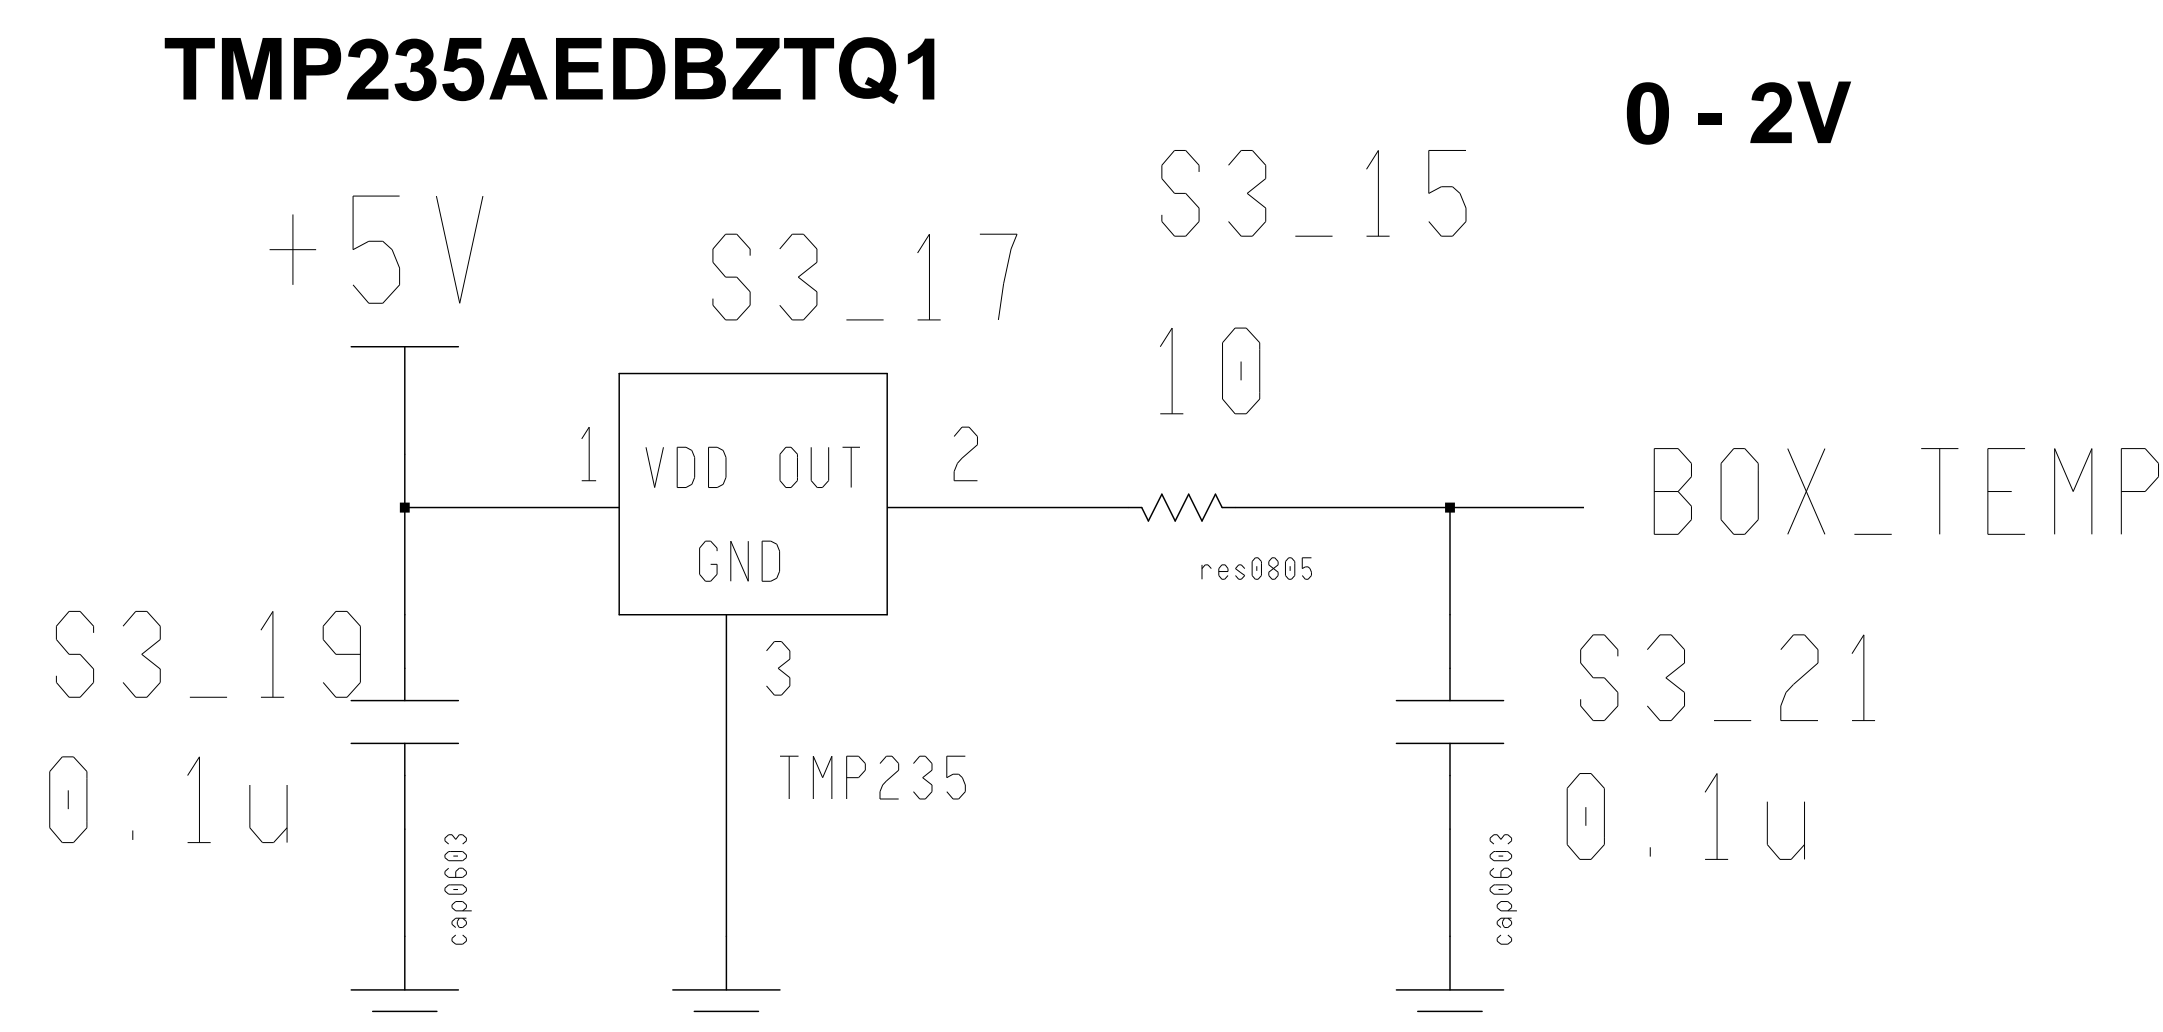 TMP235AEDBZTQ1
0 - 2V
+5V
S3_17
S3_15
10
1
VDD OUT
GND
2
3
TMP235
res0805
BOX_TEMP
S3_19
0.1u
cap0603
S3_21
0.1u
cap0603